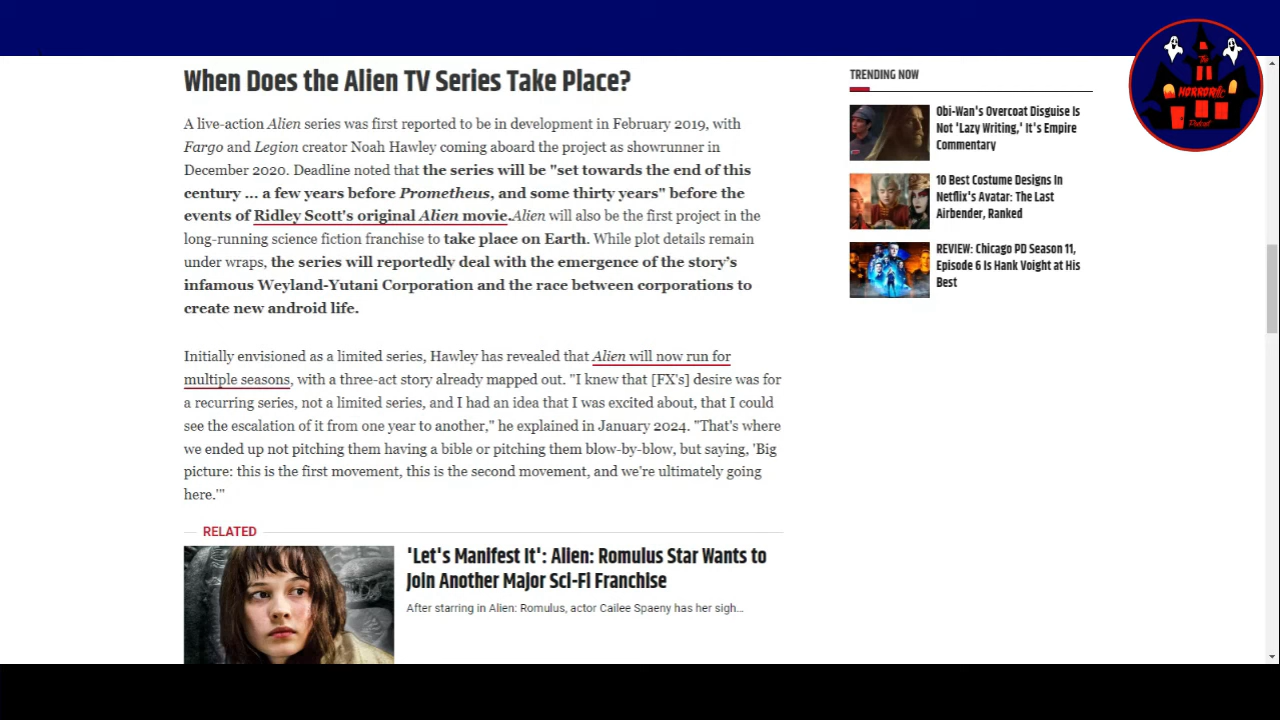 When Does the Alien TV Series Take Place?
A live-action Alien series was first reported to be in development in February 2019, with
Fargo and Legion creator Noah Hawley coming aboard the project as showrunner in
December 2020. Deadline noted that the series will be "set towards the end of this
century ... a few years before Prometheus, and some thirty years" before the
events of Ridley Scott's original Alien movie.Alien will also be the first project in the
long-running science fiction franchise to take place on Earth. While plot details remain
under wraps, the series will reportedly deal with the emergence of the story’s
infamous Weyland-Yutani Corporation and the race between corporations to
create new android life.
Initially envisioned as a limited series, Hawley has revealed that Alien will now run for
multiple seasons, with a three-act story already mapped out. "I knew that [FX's] desire was for
a recurring series, not a limited series, and I had an idea that I was excited about, that I could
see the escalation of it from one year to another," he explained in January 2024. "That's where
we ended up not pitching them having a bible or pitching them blow-by-blow, but saying, 'Big
picture: this is the first movement, this is the second movement, and we're ultimately going
here.'"
RELATED
'Let's Manifest It': Alien: Romulus Star Wants to
Join Another Major Sci-Fi Franchise
After starring in Alien: Romulus, actor Cailee Spaeny has her sigh...
TRENDING NOW
Obi-Wan's Overcoat Disguise Is
Not 'Lazy Writing,' It's Empire
Commentary
10 Best Costume Designs In
Netflix's Avatar: The Last
Airbender, Ranked
REVIEW: Chicago PD Season 11,
Episode 6 Is Hank Voight at His
Best
The
HORRORific
Podcast